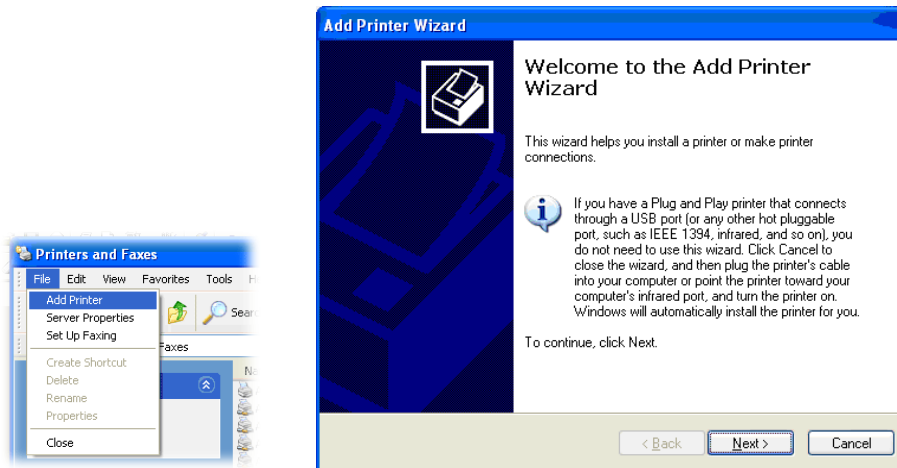 Printers and Faxes
File Edit View Favorites Tools
Add Printer
Server Properties
Set Up Faxing
Create Shortcut
Delete
Rename
Properties
Close
Sear
Faxes
Na
Add Printer Wizard
Welcome to the Add Printer
Wizard
This wizard helps you install a printer or make printer
connections.
If you have a Plug and Play printer that connects
through a USB port (or any other hot pluggable
port, such as IEEE 1394, infrared, and so on), you
do not need to use this wizard. Click Cancel to
close the wizard, and then plug the printer's cable
into your computer or point the printer toward your
computer's infrared port, and turn the printer on.
Windows will automatically install the printer for you.
To continue, click Next.
< Back Next > Cancel